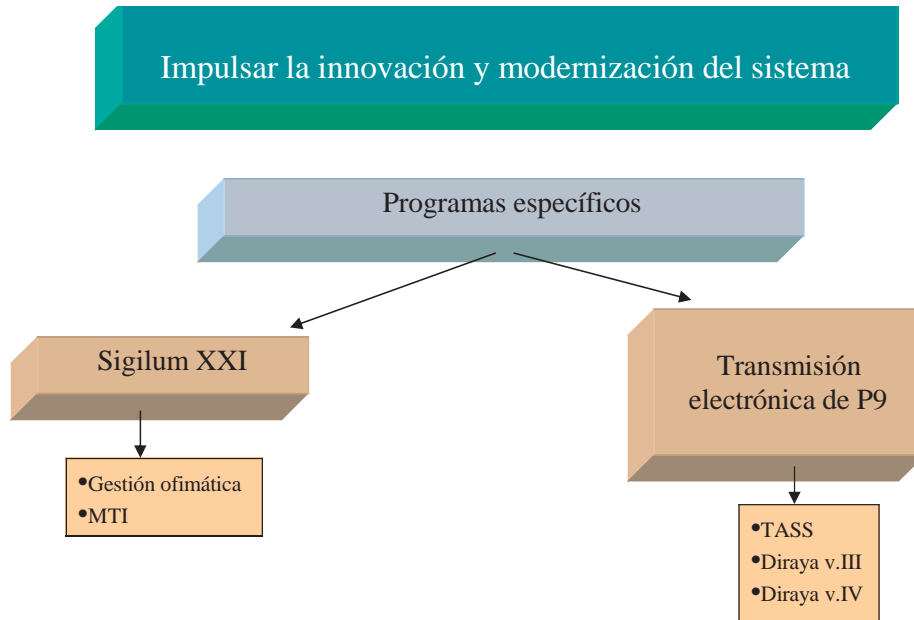 Impulsar la innovación y modernización del sistema
Programas específicos
Sigilum XXI
•Gestión ofimática
•MTI
Transmisión
electrónica de P9
•TASS
•Diraya v.III
•Diraya v.IV